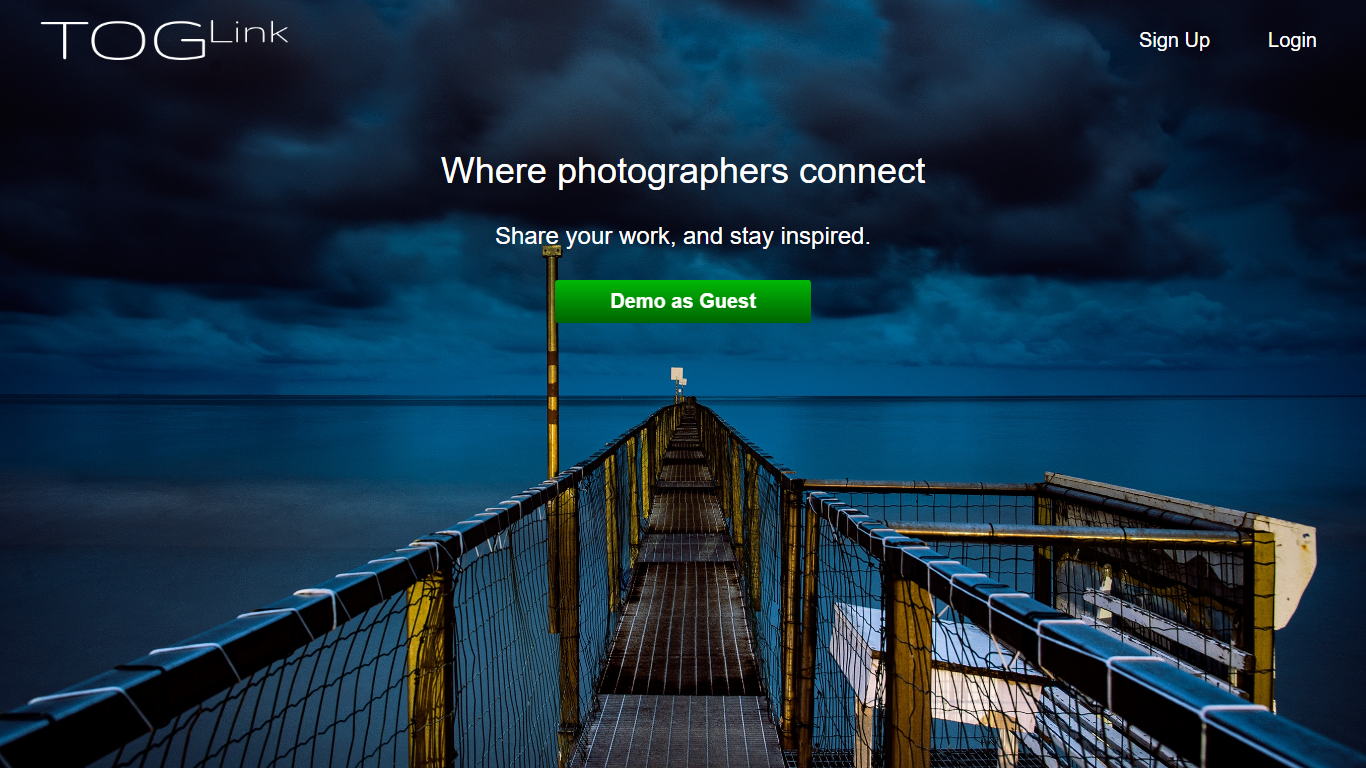 TOGLink
Sign Up
Login
Where photographers connect
Share your work, and stay inspired.
Demo as Guest